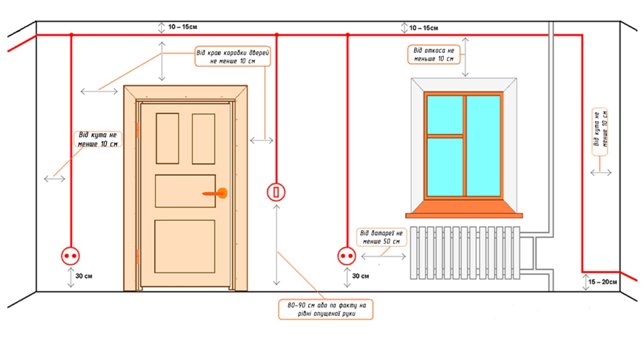 10 – 15см
10 – 15см
Від краю коробки дверей
не менше 10 см
Від откоса не
меньше 10 см
Від кута не
менше 10 см
Від кута не
менше 10 см
Від батареї не
менше 50 см
30 см
30 см
15 – 20см
80-90 см або по факту на
рівні опущеної руки